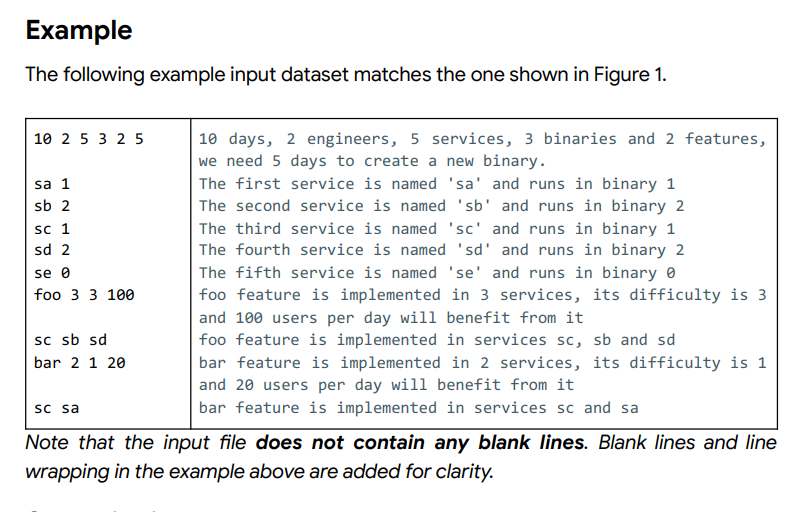 Example
The following example input dataset matches the one shown in Figure 1.
10 2 5 3 2 5 10 days, 2 engineers, 5 services, 3 binaries and 2 features,
we need 5 days to create a new binary.
sa 1 The first service is named 'sa' and runs in binary 1
sb 2 The second service is named 'sb' and runs in binary 2
sc 1 The third service is named 'sc' and runs in binary 1
sd 2 The fourth service is named 'sd' and runs in binary 2
se 0 The fifth service is named 'se' and runs in binary 0
foo 3 3 100 foo feature is implemented in 3 services, its difficulty is 3
and 100 users per day will benefit from it
sc sb sd foo feature is implemented in services sc, sb and sd
bar 2 1 20 bar feature is implemented in 2 services, its difficulty is 1
and 20 users per day will benefit from it
sc sa bar feature is implemented in services sc and sa
Note that the input file does not contain any blank lines. Blank lines and line
wrapping in the example above are added for clarity.